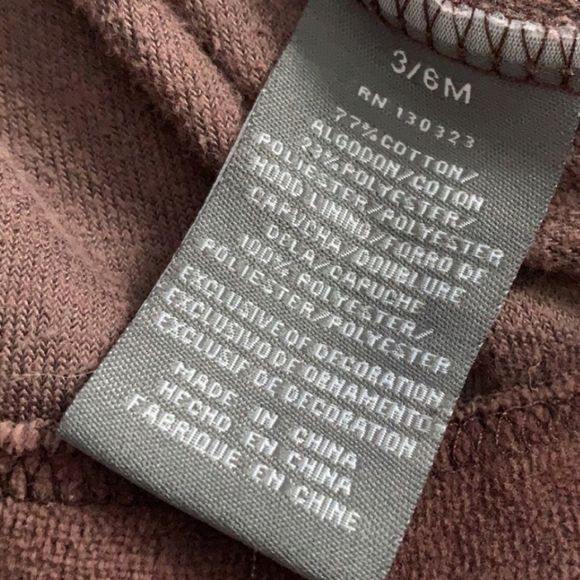 3/6M
RN 130323
77% COTTON/
ALGODON/COTON
23% POLYESTER/
POLIESTER/POLYESTER
HOOD LINING/FORRO DE
CAPUCHA/DOUBLURE
DELA/CAPUCHE
100% POLYESTER/
POLIESTER/POLYESTER
EXCLUSIVE OF DECORATION
EXCLUSIVO DE ORNAMENTO
EXCLUSIF DE DECORATION
MADE IN CHINA
HECHO EN CHINA
FABRIQUE EN CHINE